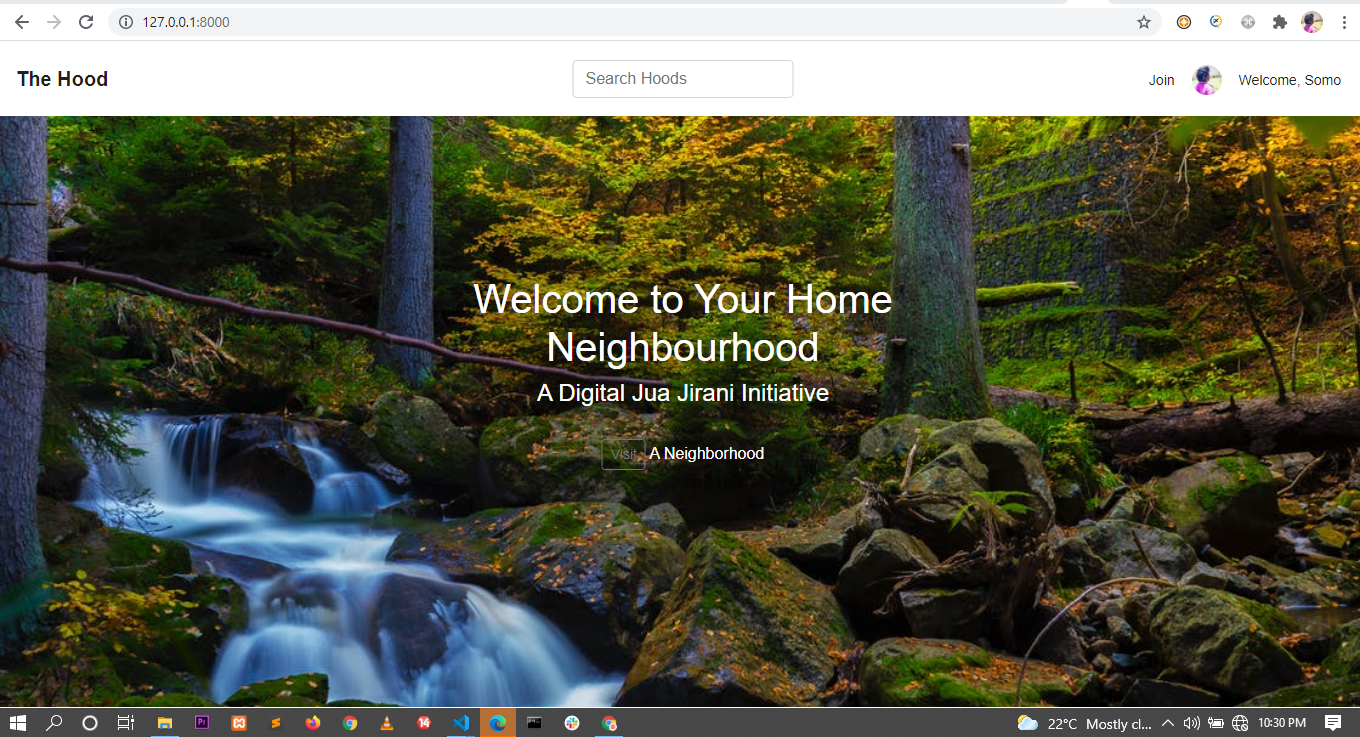 127.0.0.1:8000
The Hood
Search Hoods
Join
Welcome, Somo
Welcome to Your Home
Neighbourhood
A Digital Jua Jirani Initiative
Visit A Neighborhood
22°C Mostly cl...
10:30 PM